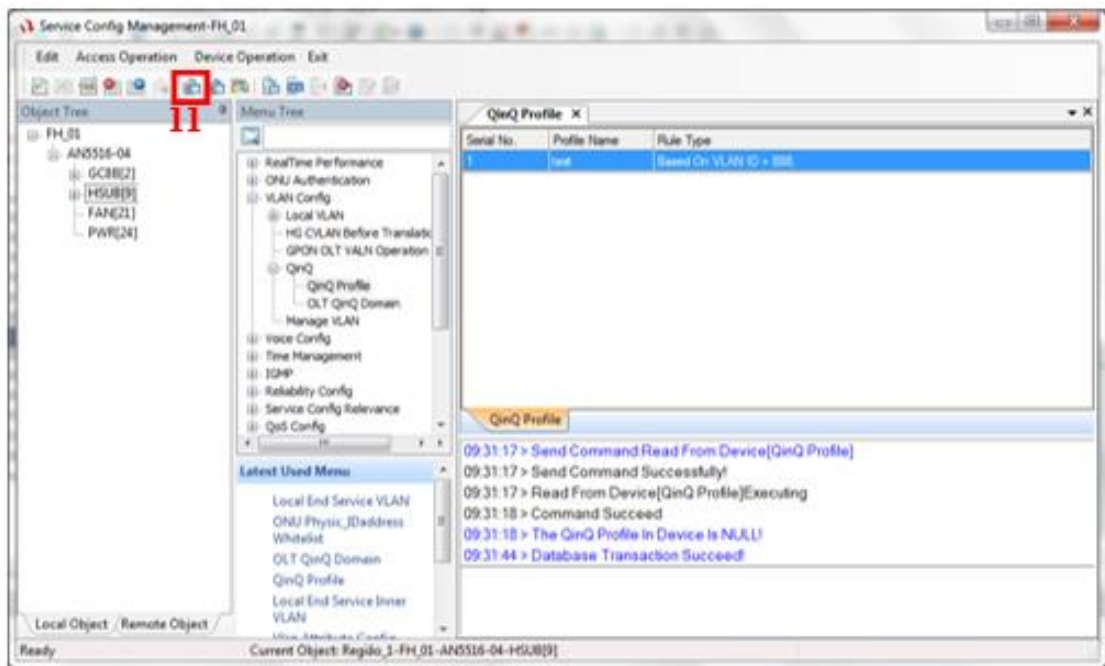 Service Config Management-FH_01
Edit Access Operation Device Operation Exit
11
Object Tree
FH_01
AN5516-04
GC8B[2]
HSUB[9]
FAN[21]
PWR[24]
Local Object Remote Object
Menu Tree
RealTime Performance
ONU Authentication
VLAN Config
Local VLAN
HG CVLAN Before Translatic
GPON OLT VALN Operation
QinQ
QinQ Profile
OLT QinQ Domain
Manage VLAN
Voice Config
Time Management
IGMP
Reliability Config
Service Config Relevance
QoS Config
Latest Used Menu
Local End Service VLAN
ONU Physic_IDaddress
Whitelist
OLT QinQ Domain
QinQ Profile
Local End Service Inner
VLAN
QinQ Profile X
Serial No. Profile Name Rule Type
1 Based On VLAN ID
QinQ Profile
09:31:17 > Send Command:Read From Device[QinQ Profile]
09:31:17 > Send Command Successfully!
09:31:17 > Read From Device[QinQ Profile]Executing
09:31:18 > Command Succeed
09:31:18 > The QinQ Profile In Device Is NULL!
09:31:44 > Database Transaction Succeed!
Ready Current Object: Região_1-FH_01-AN5516-04-HSUB[9]